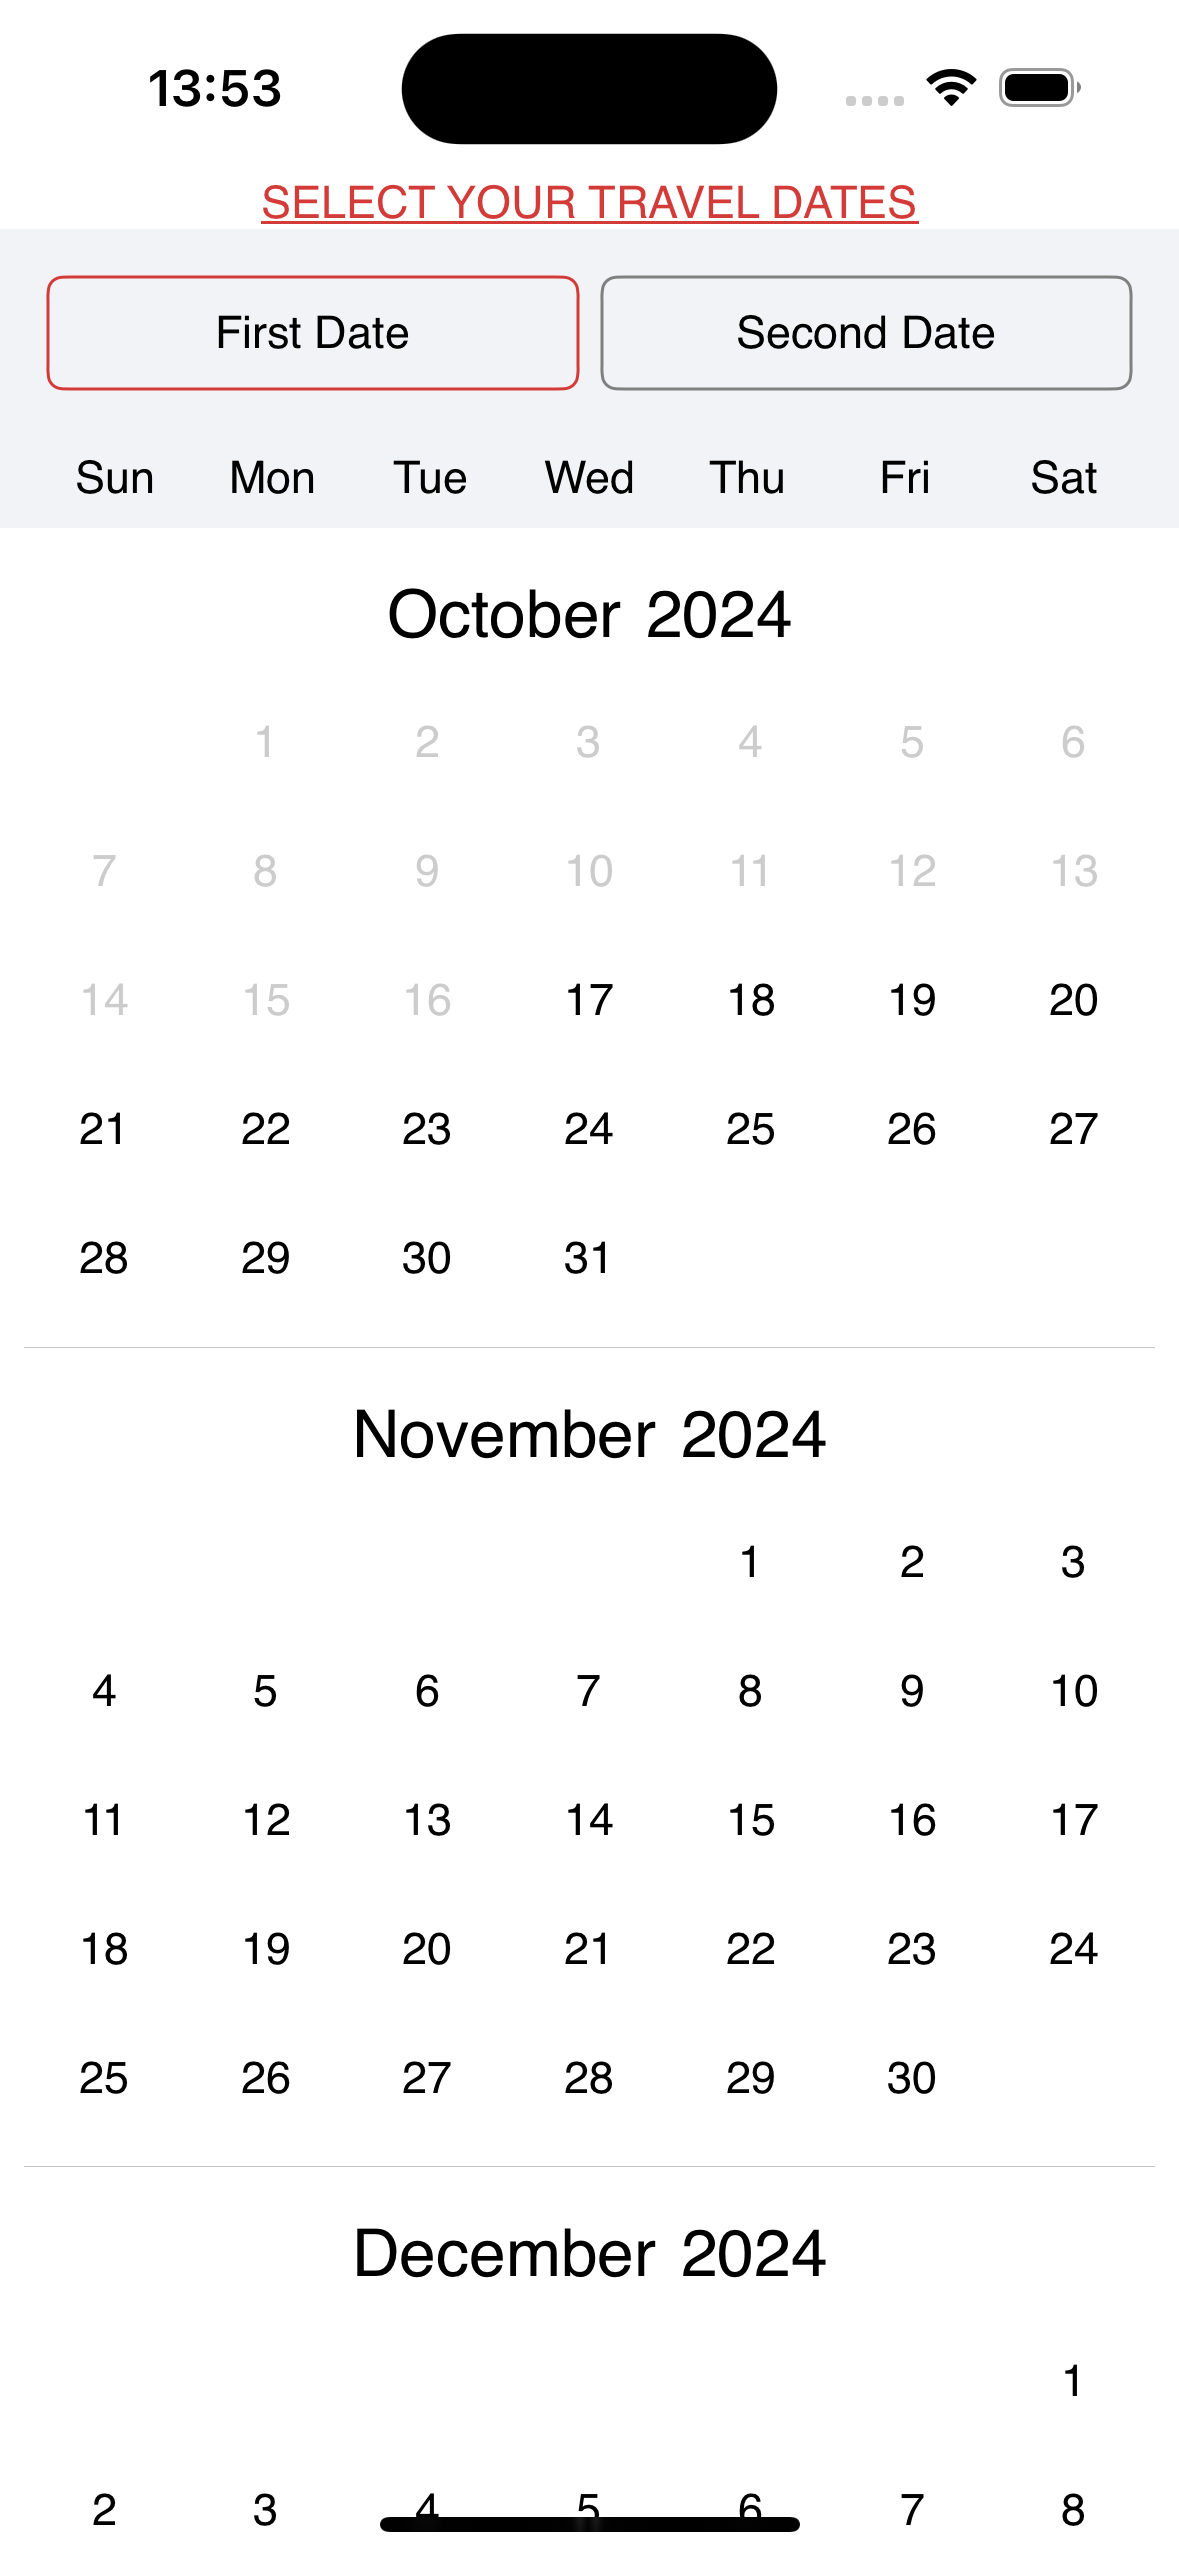 13:53
SELECT YOUR TRAVEL DATES
First Date Second Date
Sun Mon Tue Wed Thu Fri Sat
October 2024
1 2 3 4 5 6
7 8 9 10 11 12 13
14 15 16 17 18 19 20
21 22 23 24 25 26 27
28 29 30 31
November 2024
1 2 3
4 5 6 7 8 9 10
11 12 13 14 15 16 17
18 19 20 21 22 23 24
25 26 27 28 29 30
December 2024
1
2 3 4 5 6 7 8